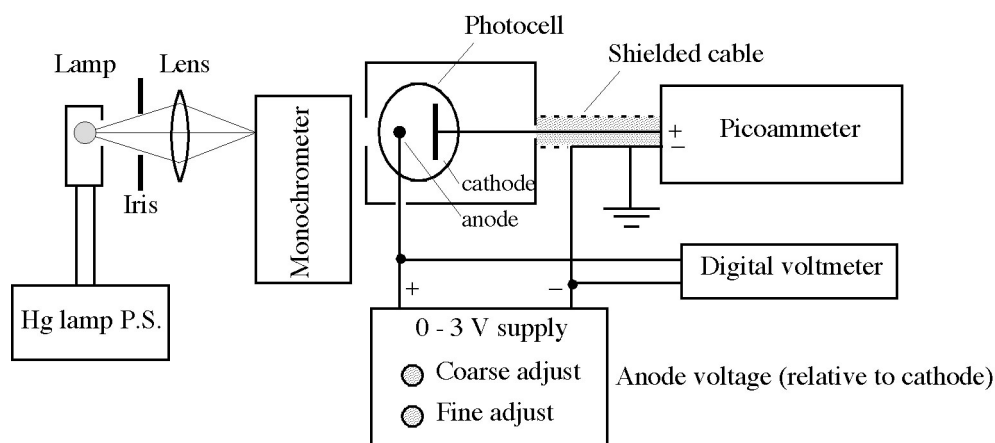 Photocell
Shielded cable
Lamp
Lens
Monochrometer
Picoammeter
+
−
cathode
anode
Iris
Digital voltmeter
+
−
Hg lamp P.S.
0 - 3 V supply
Coarse adjust
Anode voltage (relative to cathode)
Fine adjust